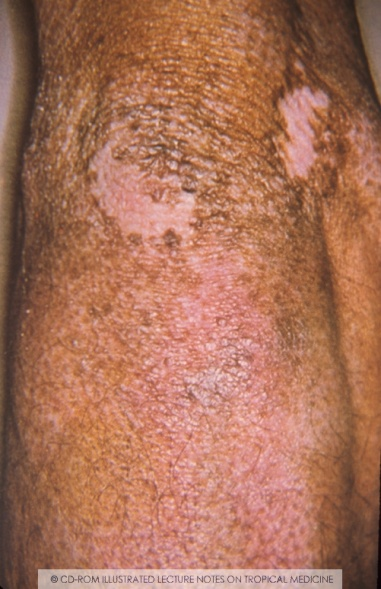 © CD-ROM ILLUSTRATED LECTURE NOTES ON TROPICAL MEDICINE